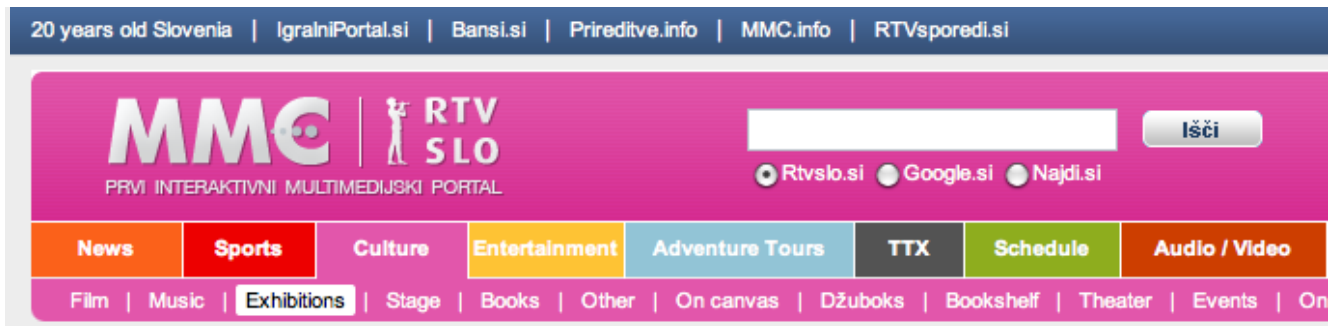 20 years old Slovenia | IgralniPortal.si | Bansi.si | Prireditve.info | MMC.info | RTVsporedi.si
MMC | RTV SLO
PRVI INTERAKTIVNI MULTIMEDIJSKI PORTAL
Išči
Rtvslo.si Google.si Najdi.si
News Sports Culture Entertainment Adventure Tours TTX Schedule Audio / Video
Film | Music | Exhibitions | Stage | Books | Other | On canvas | Džuboks | Bookshelf | Theater | Events | On